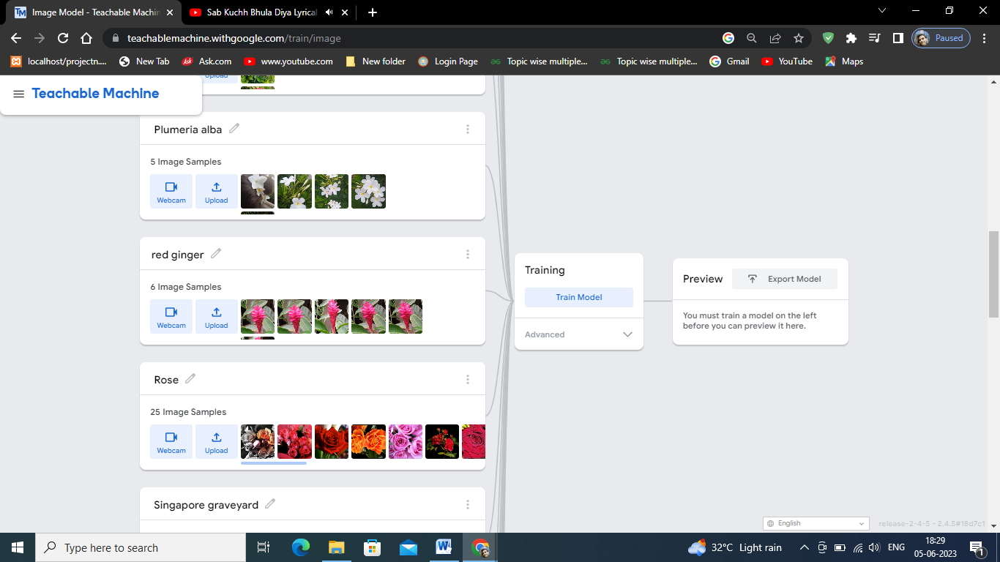 Image Model - Teachable Machin
Sab Kuchh Bhula Diya Lyrical
teachablemachine.withgoogle.com/train/image
Paused
localhost/projectn....
New Tab
Ask.com
www.youtube.com
New folder
Login Page
Topic wise multiple...
Topic wise multiple...
Gmail
YouTube
Maps
Upload
Teachable Machine
Plumeria alba
5 Image Samples
Webcam
Upload
red ginger
6 Image Samples
Webcam
Upload
Training
Train Model
Advanced
Preview
Export Model
You must train a model on the left
before you can preview it here.
Rose
25 Image Samples
Webcam
Upload
Singapore graveyard
English
release-2-4-5 - 2.4.5#18d7c1
Type here to search
32°C Light rain
ENG
18:29
05-06-2023
1